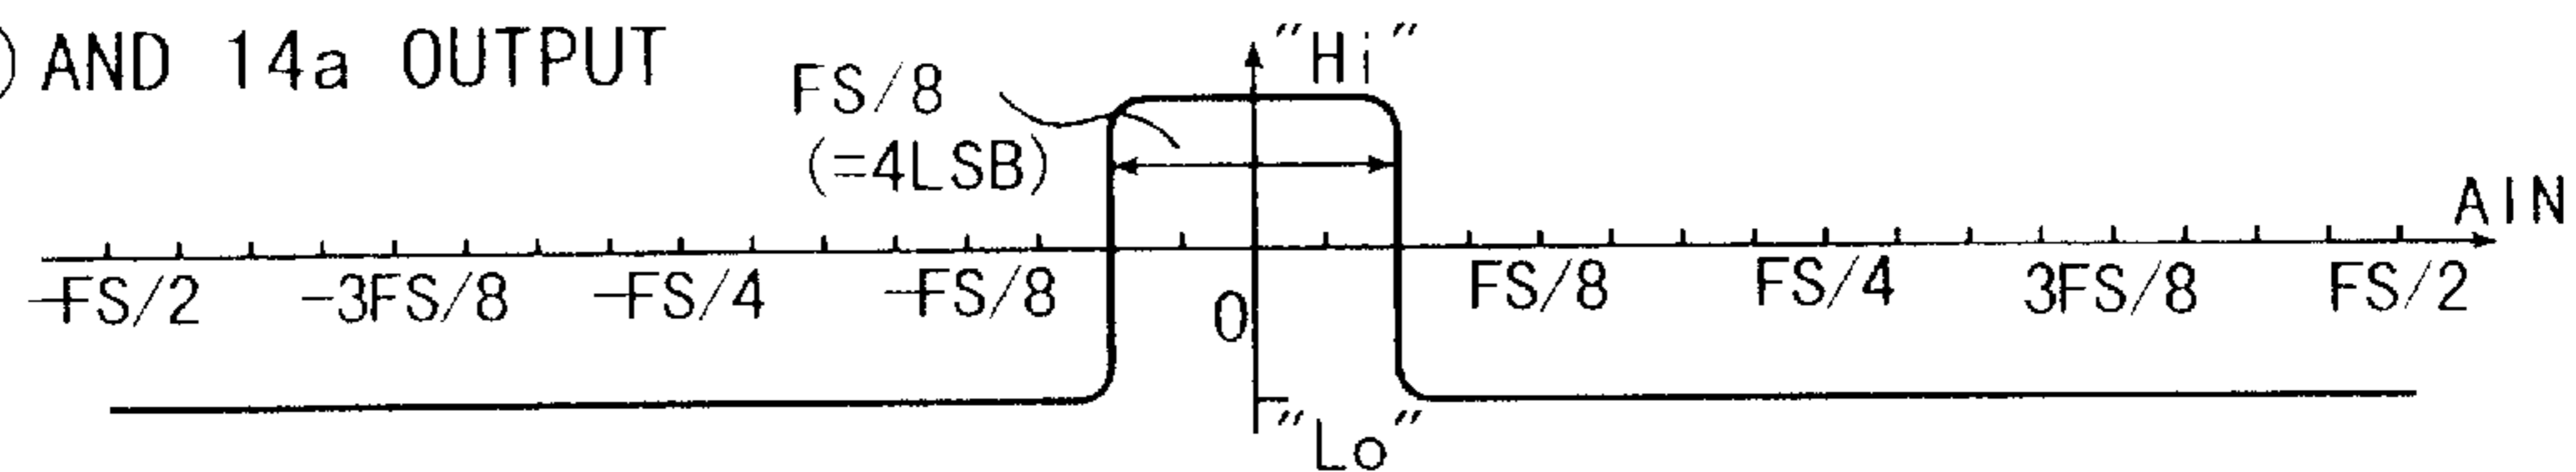 ) AND 14a OUTPUT
"Hi"
FS/8
(=4LSB)
AIN
-FS/2 -3FS/8 -FS/4 -FS/8 0 FS/8 FS/4 3FS/8 FS/2
"Lo"